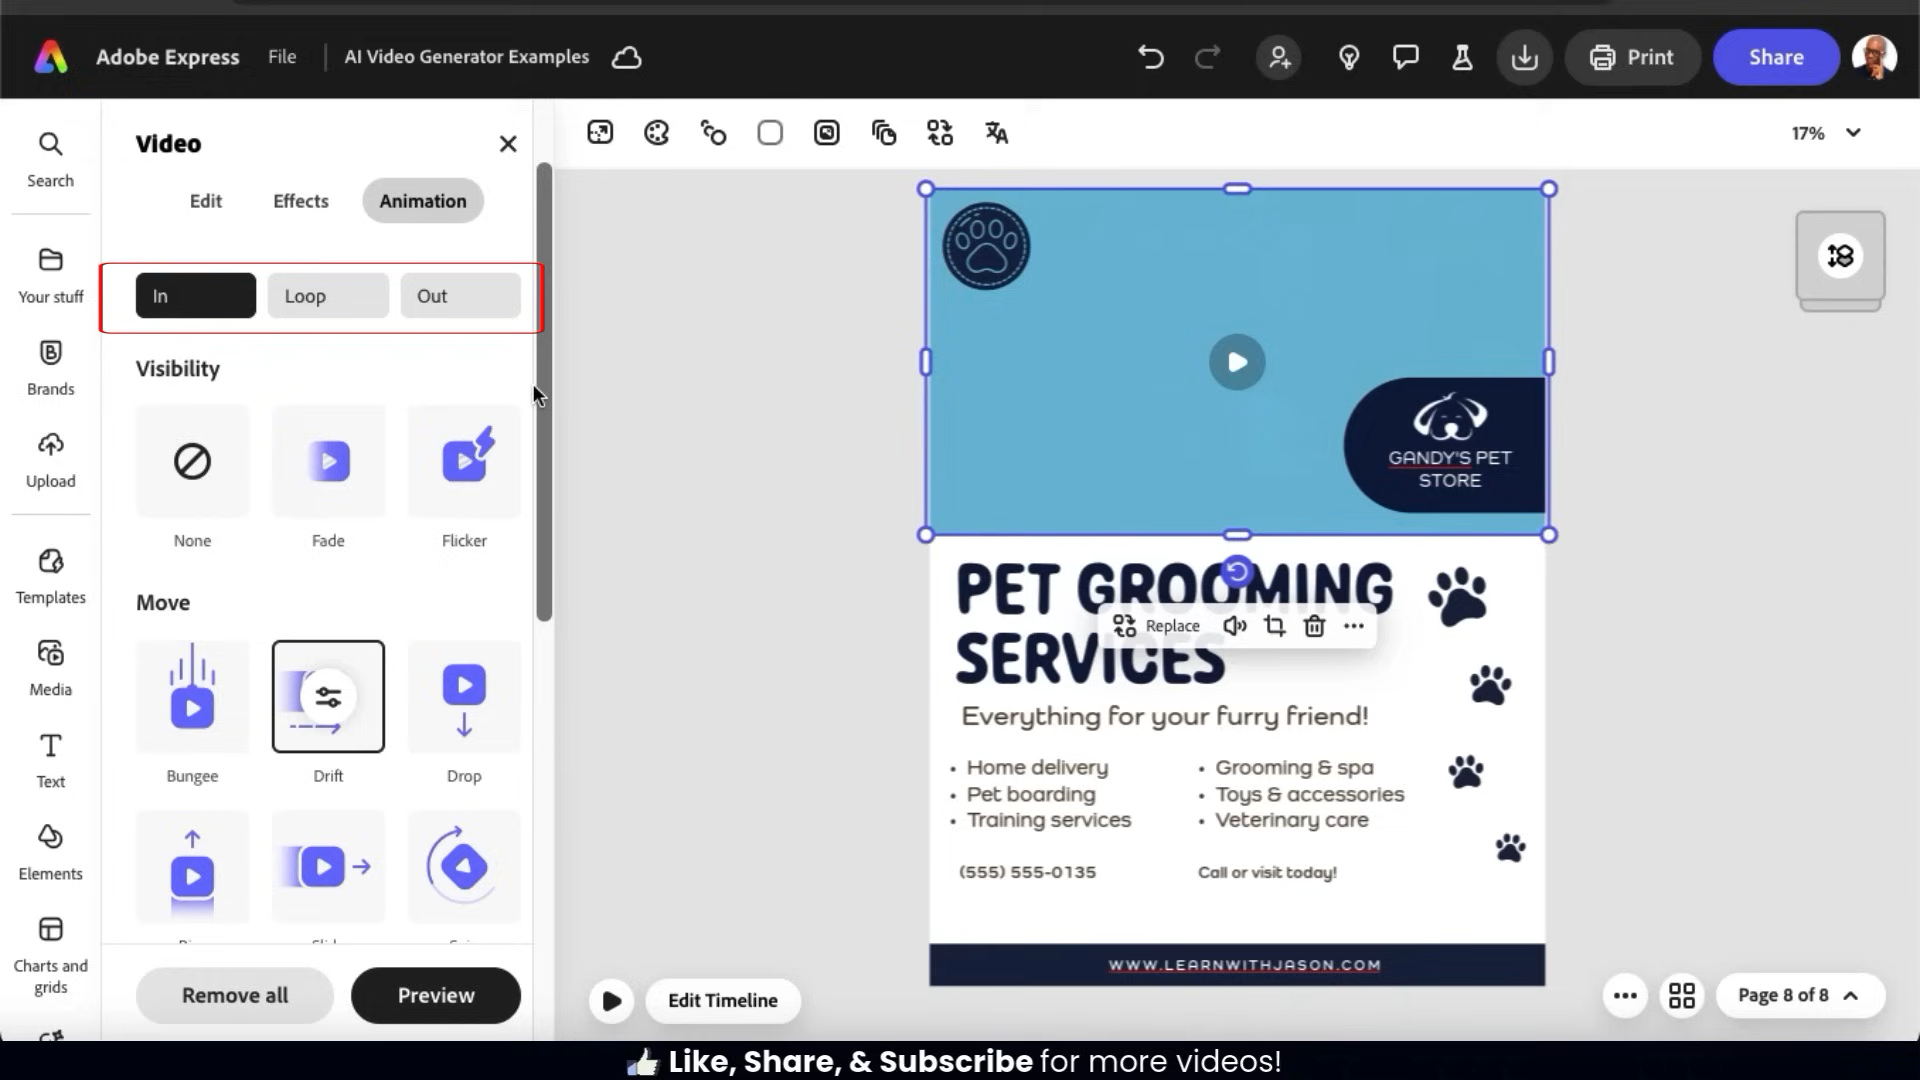 Adobe Express File AI Video Generator Examples Print Share
Search
Your stuff
Brands
Upload
Templates
Media
Text
Elements
Charts and
grids
Video
Edit Effects Animation
In Loop Out
Visibility
None Fade Flicker
Move
Bungee Drift Drop
Remove all Preview
17%
GANDY'S PET
STORE
PET GROOMING
SERVICES
Replace
Everything for your furry friend!
• Home delivery
• Pet boarding
• Training services
• Grooming & spa
• Toys & accessories
• Veterinary care
(555) 555-0135 Call or visit today!
WWW.LEARNWITHJASON.COM
Edit Timeline
Page 8 of 8
Like, Share, & Subscribe for more videos!